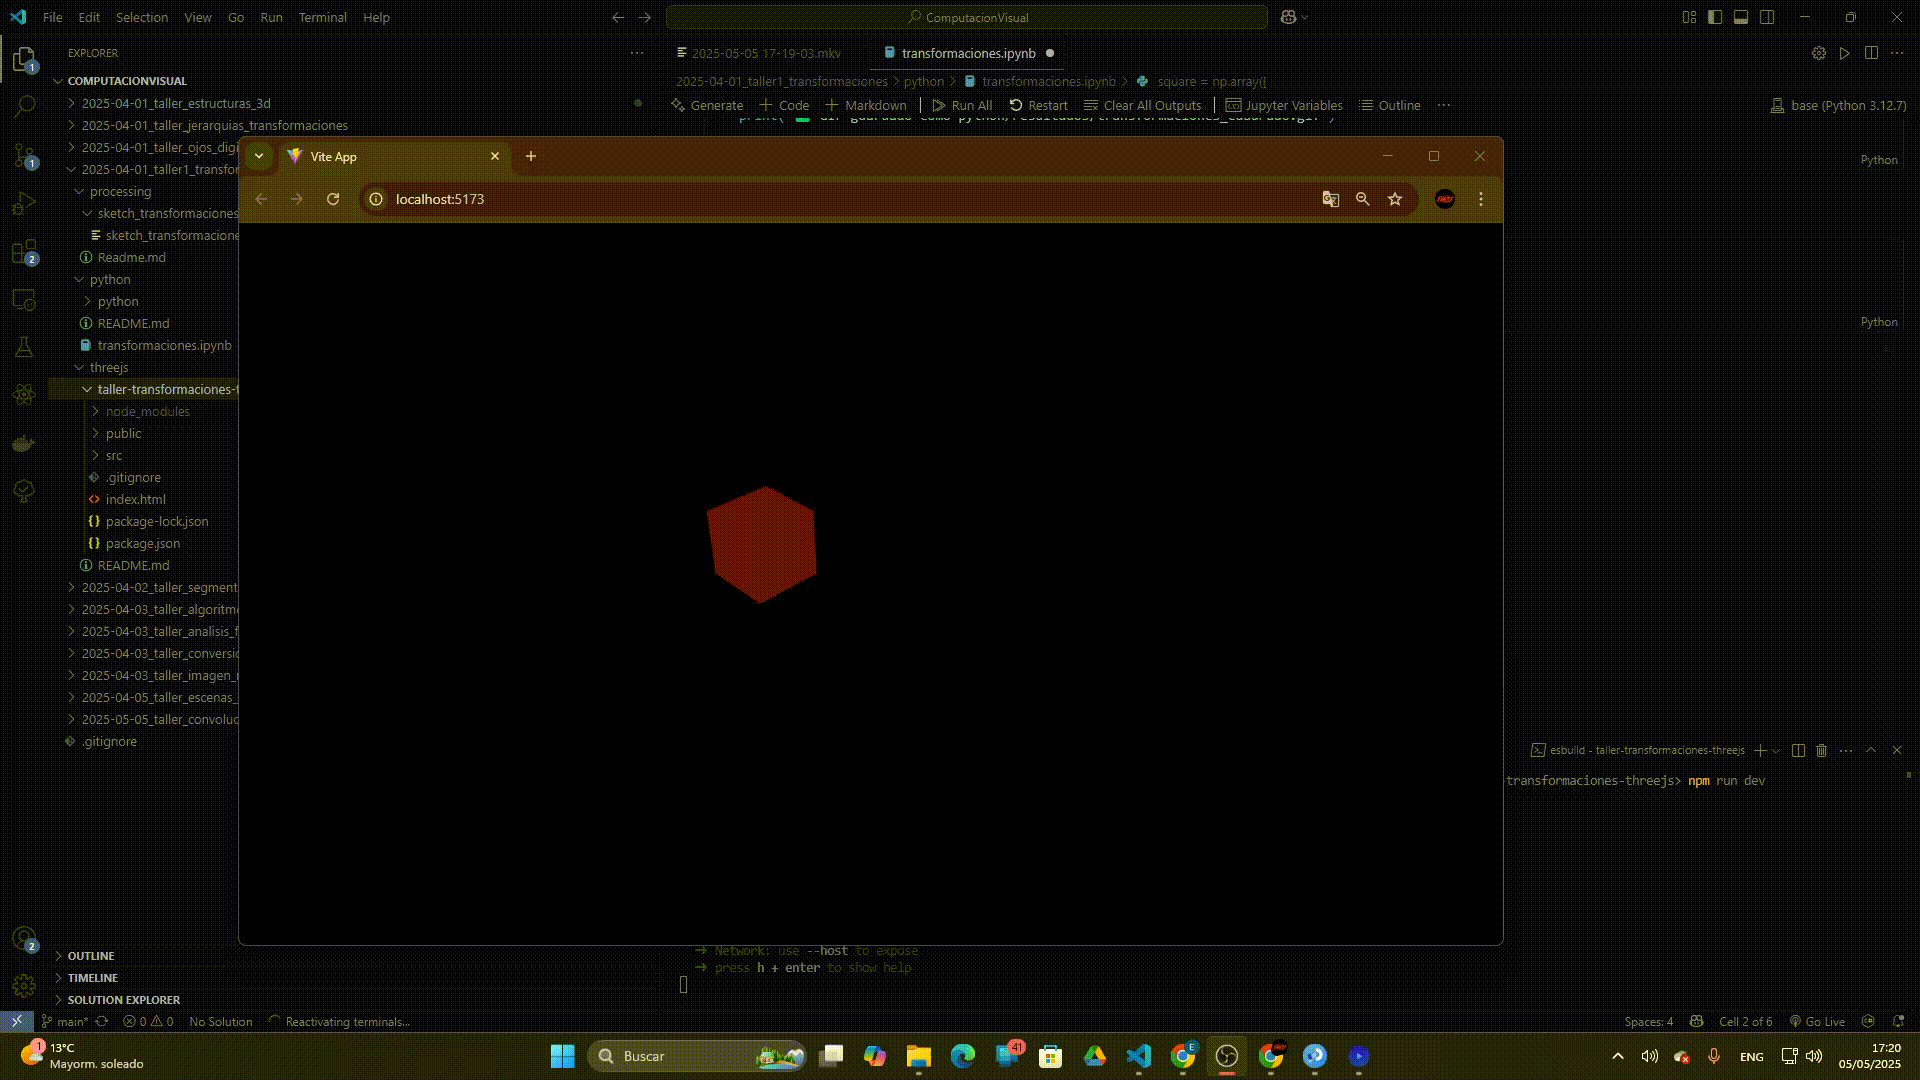 File Edit Selection View Go Run Terminal Help
ComputacionVisual
EXPLORER
COMPUTACIONVISUAL
2025-04-01_taller_estructuras_3d
2025-04-01_taller_jerarquias_transformaciones
2025-04-01_taller_ojos_digi
2025-04-01_taller1_transfor
processing
sketch_transformaciones
sketch_transformacione
Readme.md
python
python
README.md
transformaciones.ipynb
threejs
taller-transformaciones-t
node_modules
public
src
.gitignore
index.html
package-lock.json
package.json
README.md
2025-04-02_taller_segment
2025-04-03_taller_algoritmo
2025-04-03_taller_analisis_f
2025-04-03_taller_conversio
2025-04-03_taller_imagen_
2025-04-05_taller_escenas_
2025-05-05_taller_convoluc
.gitignore
OUTLINE
TIMELINE
SOLUTION EXPLORER
2025-05-05 17-19-03.mkv
transformaciones.ipynb
2025-04-01_taller1_transformaciones > python > transformaciones.ipynb > square = np.array([
Generate Code Markdown Run All Restart Clear All Outputs Jupyter Variables Outline ···
base (Python 3.12.7)
Python
Python
Vite App
localhost:5173
esbuild - taller-transformaciones-threejs
transformaciones-threejs> npm run dev
→ Network: use --host to expose
→ press h + enter to show help
main* 0 0 No Solution Reactivating terminals...
Spaces: 4 Cell 2 of 6 Go Live
13°C
Mayorm. soleado
Buscar
41
ENG
17:20
05/05/2025